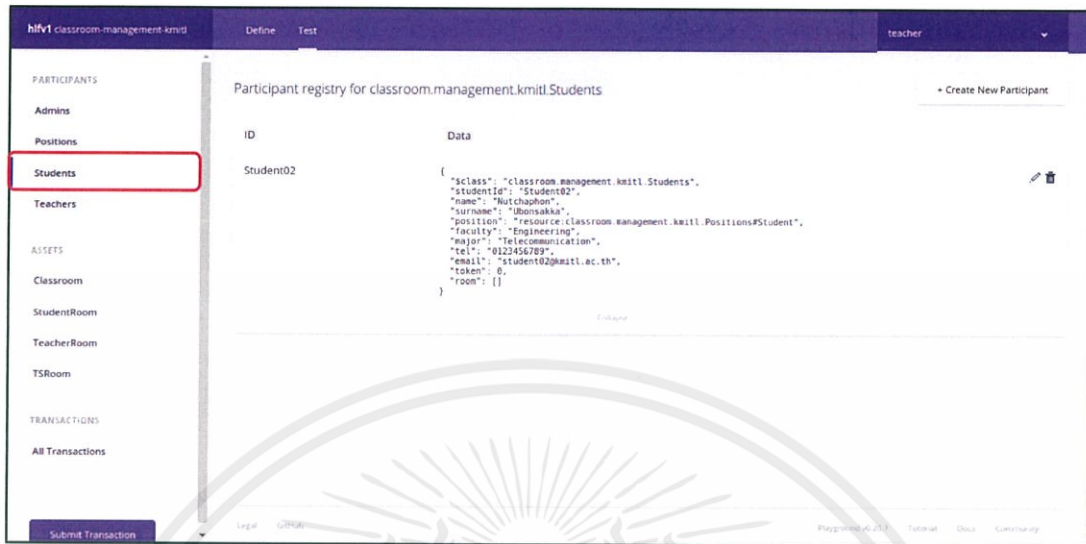 hlfv1 classroom-management-kmitl
Define Test
teacher
PARTICIPANTS
Admins
Positions
Students
Teachers
ASSETS
Classroom
StudentRoom
TeacherRoom
TSRoom
TRANSACTIONS
All Transactions
Submit Transaction
Participant registry for classroom.management.kmitl.Students
+ Create New Participant
ID Data
Student02
{
"$class": "classroom.management.kmitl.Students",
"studentId": "Student02",
"name": "Nutchaphon",
"surname": "Ubonsakka",
"position": "resource:classroom.management.kmitl.Positions#Student",
"faculty": "Engineering",
"major": "Telecommunication",
"tel": "0123456789",
"email": "student02@kmitl.ac.th",
"token": 0,
"room": []
}
Collapse
Legal GitHub
Playground Tutorial Docs Community